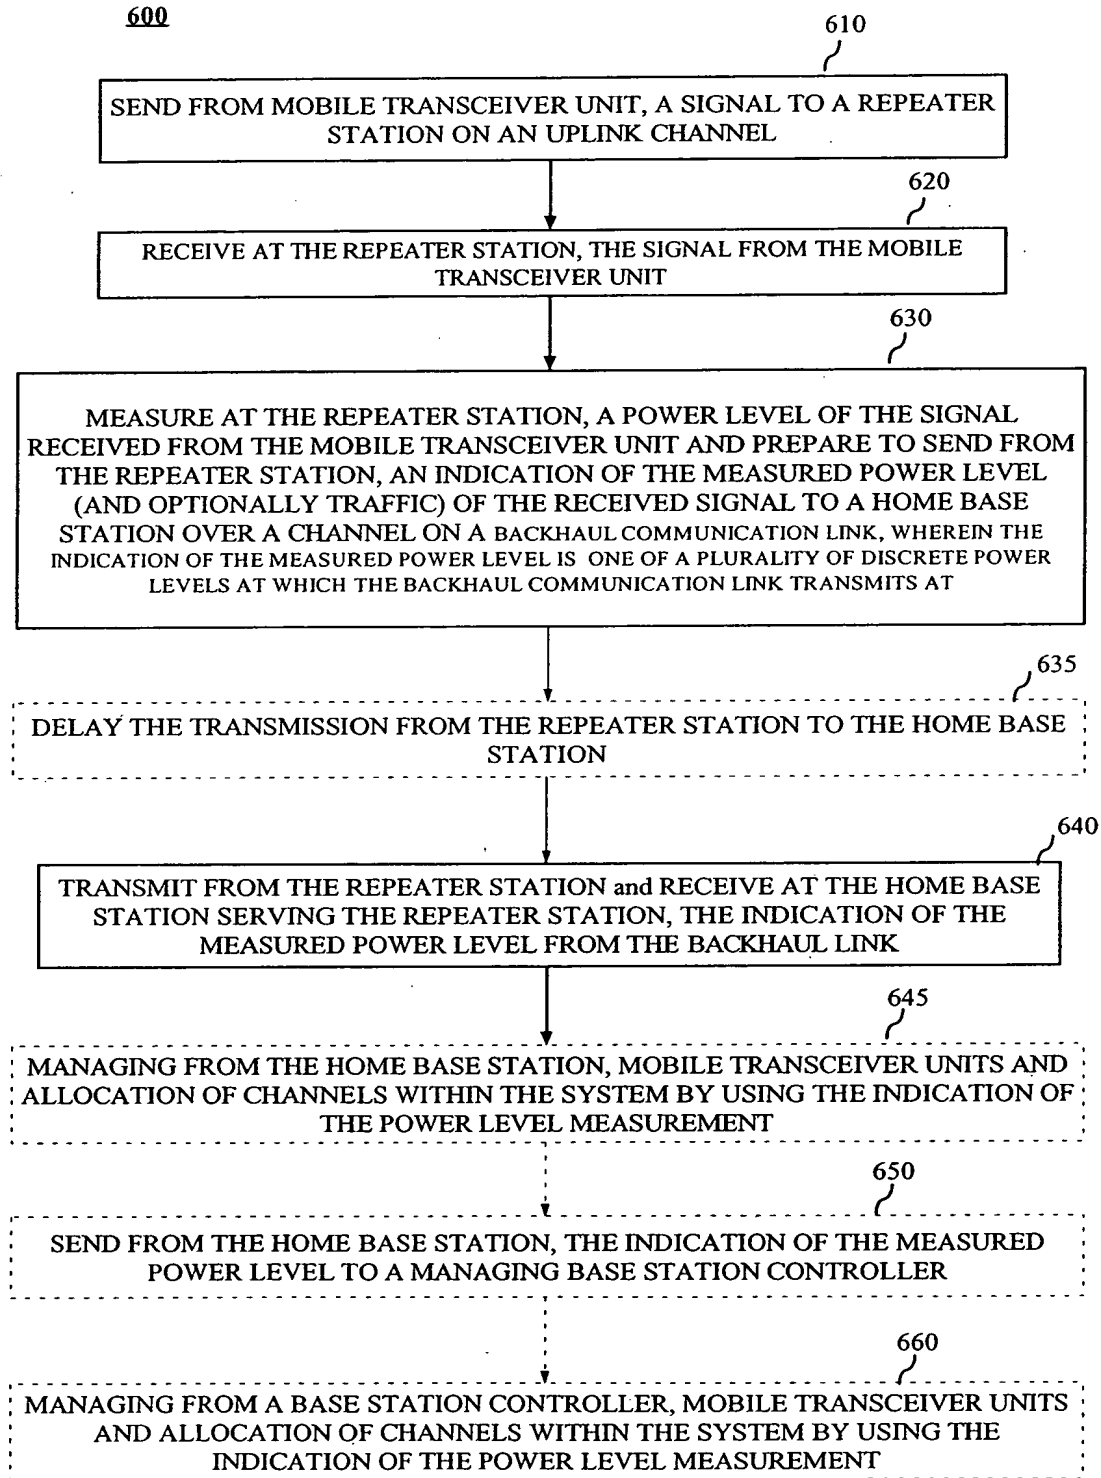 600
610
SEND FROM MOBILE TRANSCEIVER UNIT, A SIGNAL TO A REPEATER
STATION ON AN UPLINK CHANNEL
620
RECEIVE AT THE REPEATER STATION, THE SIGNAL FROM THE MOBILE
TRANSCEIVER UNIT
630
MEASURE AT THE REPEATER STATION, A POWER LEVEL OF THE SIGNAL
RECEIVED FROM THE MOBILE TRANSCEIVER UNIT AND PREPARE TO SEND FROM
THE REPEATER STATION, AN INDICATION OF THE MEASURED POWER LEVEL
(AND OPTIONALLY TRAFFIC) OF THE RECEIVED SIGNAL TO A HOME BASE
STATION OVER A CHANNEL ON A BACKHAUL COMMUNICATION LINK, WHEREIN THE
INDICATION OF THE MEASURED POWER LEVEL IS ONE OF A PLURALITY OF DISCRETE POWER
LEVELS AT WHICH THE BACKHAUL COMMUNICATION LINK TRANSMITS AT
635
DELAY THE TRANSMISSION FROM THE REPEATER STATION TO THE HOME BASE
STATION
640
TRANSMIT FROM THE REPEATER STATION and RECEIVE AT THE HOME BASE
STATION SERVING THE REPEATER STATION, THE INDICATION OF THE
MEASURED POWER LEVEL FROM THE BACKHAUL LINK
645
MANAGING FROM THE HOME BASE STATION, MOBILE TRANSCEIVER UNITS AND
ALLOCATION OF CHANNELS WITHIN THE SYSTEM BY USING THE INDICATION OF
THE POWER LEVEL MEASUREMENT
650
SEND FROM THE HOME BASE STATION, THE INDICATION OF THE MEASURED
POWER LEVEL TO A MANAGING BASE STATION CONTROLLER
660
MANAGING FROM A BASE STATION CONTROLLER, MOBILE TRANSCEIVER UNITS
AND ALLOCATION OF CHANNELS WITHIN THE SYSTEM BY USING THE
INDICATION OF THE POWER LEVEL MEASUREMENT